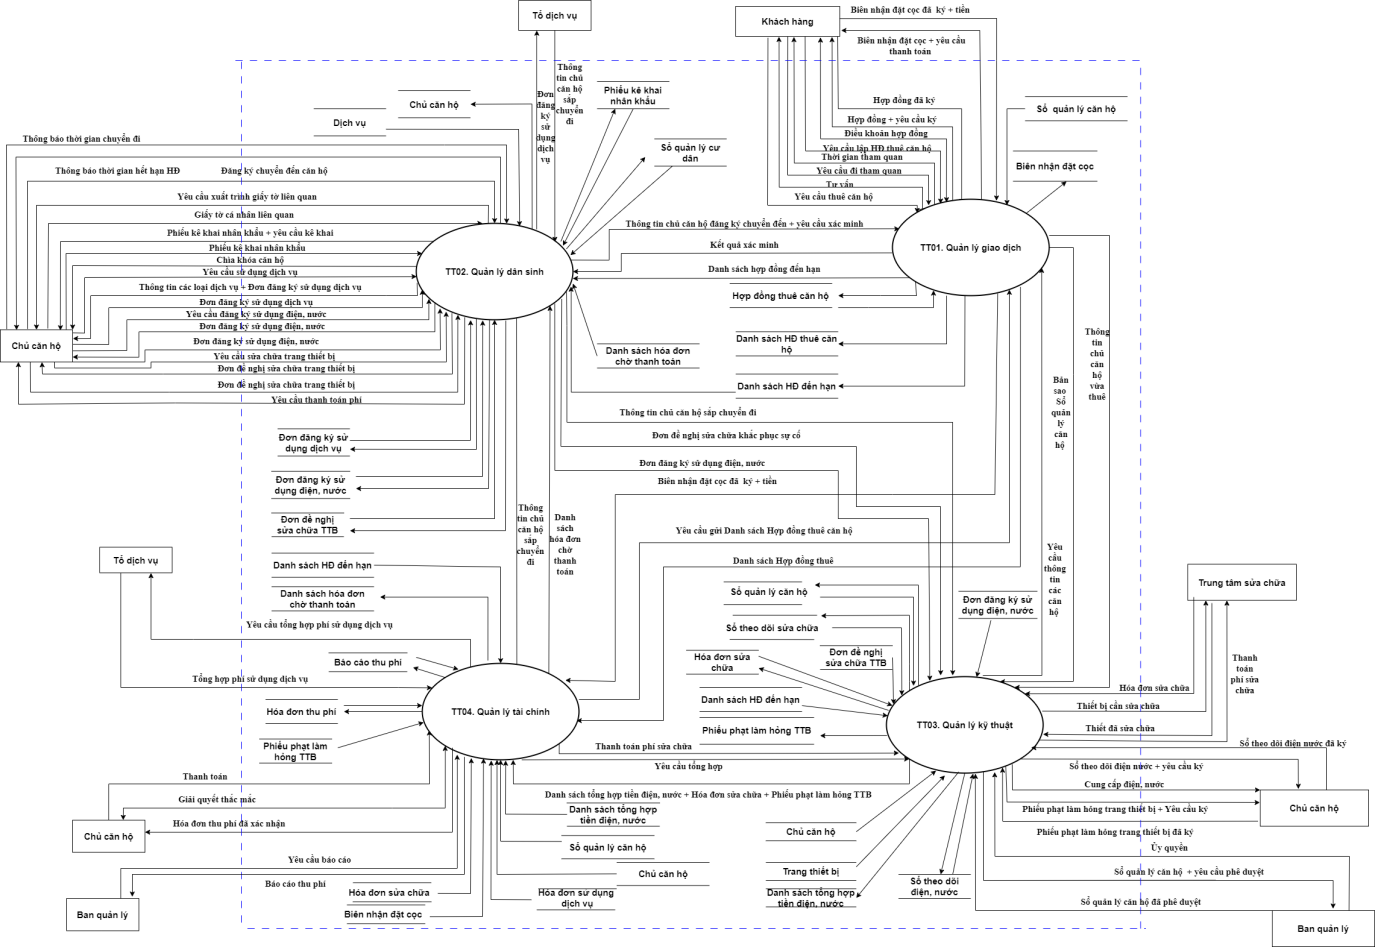 Tổ dịch vụ
Khách hàng
Biên nhận đặt cọc đã ký + tiền
Biên nhận đặt cọc + yêu cầu
thanh toán
Thông
tin chủ
căn hộ
sắp
chuyển
đi
Đơn
đăng
ký
sử
dụng
dịch
vụ
Phiếu kê khai
nhân khẩu
Chủ căn hộ
Dịch vụ
Sổ quản lý cư
dân
Hợp đồng đã ký
Hợp đồng + yêu cầu ký
Điều khoản hợp đồng
Yêu cầu lập HĐ thuê căn hộ
Thời gian tham quan
Yêu cầu đi tham quan
Tư vấn
Yêu cầu thuê căn hộ
Sổ quản lý căn hộ
Biên nhận đặt cọc
Thông báo thời gian chuyển đi
Thông báo thời gian hết hạn HĐ
Đăng ký chuyển đến căn hộ
Yêu cầu xuất trình giấy tờ liên quan
Giấy tờ cá nhân liên quan
Phiếu kê khai nhân khẩu + yêu cầu kê khai
Phiếu kê khai nhân khẩu
Chìa khóa căn hộ
Yêu cầu sử dụng dịch vụ
Thông tin các loại dịch vụ + Đơn đăng ký sử dụng dịch vụ
Đơn đăng ký sử dụng dịch vụ
Yêu cầu đăng ký sử dụng điện, nước
Đơn đăng ký sử dụng điện, nước
Đơn đăng ký sử dụng điện, nước
Yêu cầu sửa chữa trang thiết bị
Đơn đề nghị sửa chữa trang thiết bị
Đơn đề nghị sửa chữa trang thiết bị
Yêu cầu thanh toán phí
Chủ căn hộ
TT02. Quản lý dân sinh
TT01. Quản lý giao dịch
Thông tin chủ căn hộ đăng ký chuyển đến + yêu cầu xác minh
Kết quả xác minh
Danh sách hợp đồng đến hạn
Hợp đồng thuê căn hộ
Danh sách HĐ thuê căn
hộ
Danh sách HĐ đến hạn
Danh sách hóa đơn
chờ thanh toán
Thông
tin
chủ
căn
hộ
vừa
thuê
Bản
sao
Sổ
quản
lý
căn
hộ
Thông tin chủ căn hộ sắp chuyển đi
Đơn đề nghị sửa chữa khắc phục sự cố
Đơn đăng ký sử dụng điện, nước
Biên nhận đặt cọc đã ký + tiền
Đơn đăng ký sử
dụng dịch vụ
Đơn đăng ký sử
dụng điện, nước
Đơn đề nghị
sửa chữa TTB
Thông
tin chủ
căn hộ
sắp
chuyển
đi
Danh
sách
hóa đơn
chờ
thanh
toán
Yêu cầu gửi Danh sách Hợp đồng thuê căn hộ
Danh sách Hợp đồng thuê
Yêu
cầu
thông
tin
các
căn
hộ
Tổ dịch vụ
Danh sách HĐ đến hạn
Danh sách hóa đơn
chờ thanh toán
Yêu cầu tổng hợp phí sử dụng dịch vụ
Báo cáo thu phí
Tổng hợp phí sử dụng dịch vụ
Hóa đơn thu phí
Phiếu phạt làm
hỏng TTB
TT04. Quản lý tài chính
Sổ quản lý căn hộ
Sổ theo dõi sửa chữa
Đơn đăng ký sử
dụng điện, nước
Hóa đơn sửa
chữa
Đơn đề nghị
sửa chữa TTB
Danh sách HĐ đến hạn
Phiếu phạt làm hỏng TTB
TT03. Quản lý kỹ thuật
Trung tâm sửa chữa
Thanh
toán
phí sửa
chữa
Hóa đơn sửa chữa
Thiết bị cần sửa chữa
Thiết đã sửa chữa
Sổ theo dõi điện nước đã ký
Sổ theo dõi điện nước + yêu cầu ký
Cung cấp điện, nước
Phiếu phạt làm hỏng trang thiết bị + Yêu cầu ký
Phiếu phạt làm hỏng trang thiết bị đã ký
Chủ căn hộ
Ủy quyền
Sổ quản lý căn hộ + yêu cầu phê duyệt
Sổ quản lý căn hộ đã phê duyệt
Ban quản lý
Thanh toán phí sửa chữa
Yêu cầu tổng hợp
Danh sách tổng hợp tiền điện, nước + Hóa đơn sửa chữa + Phiếu phạt làm hỏng TTB
Thanh toán
Giải quyết thắc mắc
Hóa đơn thu phí đã xác nhận
Chủ căn hộ
Yêu cầu báo cáo
Báo cáo thu phí
Ban quản lý
Hóa đơn sửa chữa
Biên nhận đặt cọc
Danh sách tổng hợp
tiền điện, nước
Sổ quản lý căn hộ
Chủ căn hộ
Hóa đơn sử dụng
dịch vụ
Chủ căn hộ
Trang thiết bị
Danh sách tổng hợp
tiền điện, nước
Sổ theo dõi
điện, nước